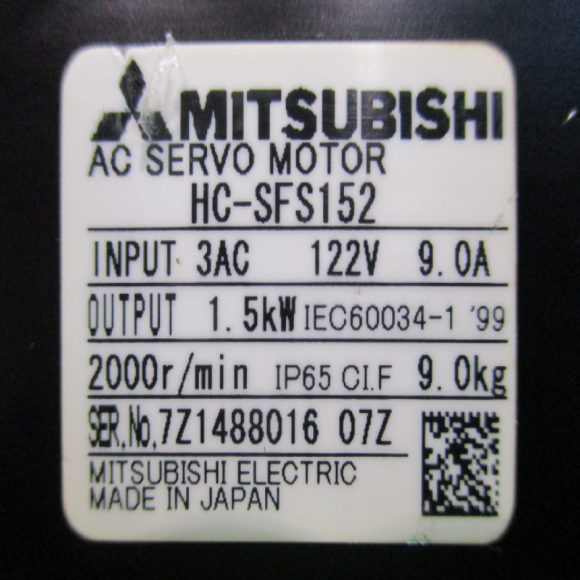 MITSUBISHI
AC SERVO MOTOR
HC-SFS152
INPUT 3AC 122V 9.0A
OUTPUT 1.5kW IEC60034-1 '99
2000r/min IP65 CI.F 9.0kg
SER.No.7Z1488016 07Z
MITSUBISHI ELECTRIC
MADE IN JAPAN